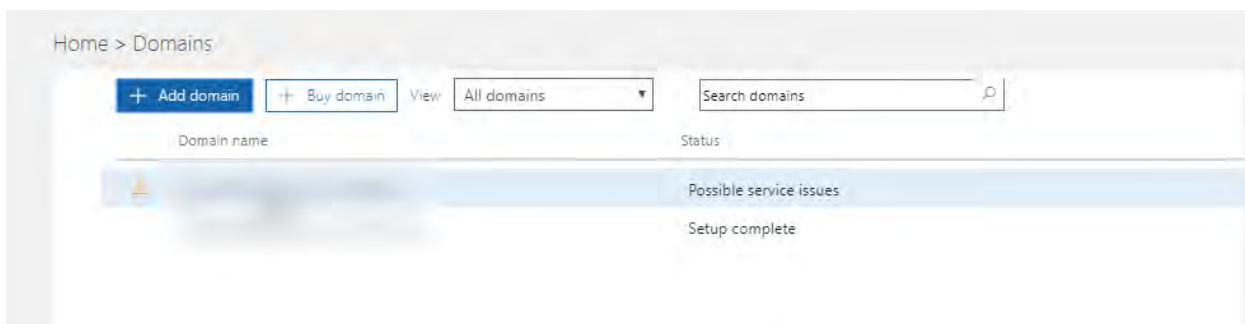 Home > Domains
+ Add domain + Buy domain View All domains Search domains
Domain name Status
Possible service issues
Setup complete